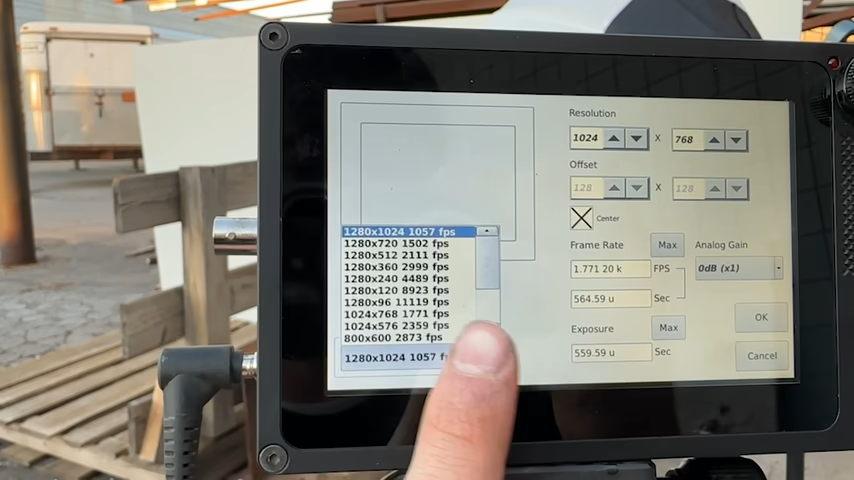 Resolution
1024 X 768
Offset
128 X 128
Center
Frame Rate Max Analog Gain
1.771 20 k FPS 0dB (x1)
564.59 u Sec
Exposure Max OK
559.59 u Sec Cancel
1280x1024 1057 fps
1280x720 1502 fps
1280x512 2111 fps
1280x360 2999 fps
1280x240 4489 fps
1280x120 8923 fps
1280x96 11119 fps
1024x768 1771 fps
1024x576 2359 fps
800x600 2873 fps
1280x1024 1057